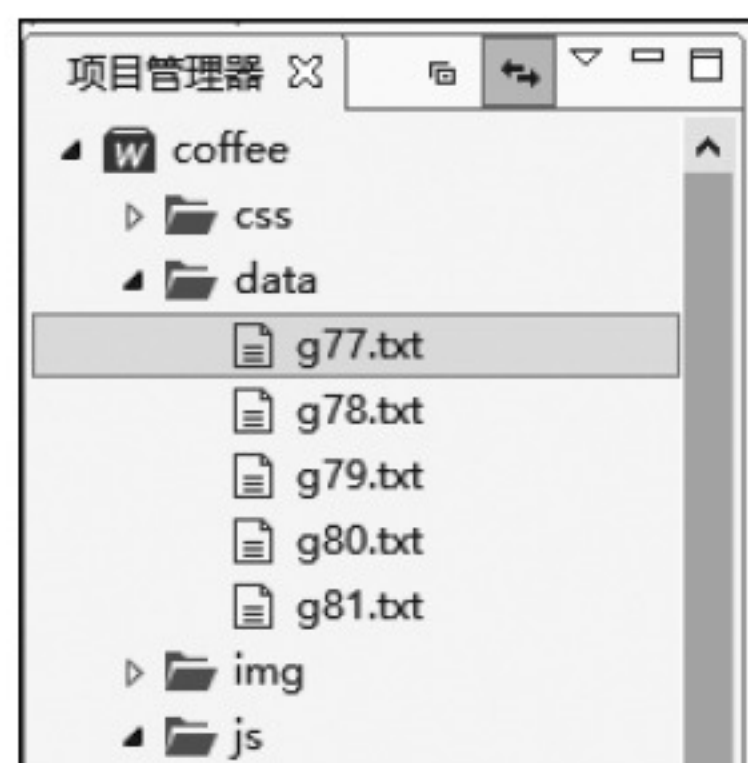 项目管理器
W coffee
css
data
g77.txt
g78.txt
g79.txt
g80.txt
g81.txt
img
js